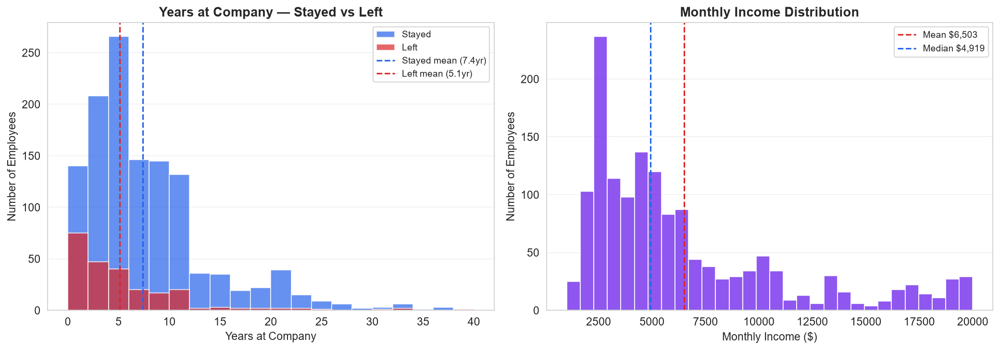 Years at Company — Stayed vs Left
Stayed
Left
Stayed mean (7.4yr)
Left mean (5.1yr)
Number of Employees
250
200
150
100
50
0
0 5 10 15 20 25 30 35 40
Years at Company
Monthly Income Distribution
Mean $6,503
Median $4,919
Number of Employees
200
150
100
50
0
2500 5000 7500 10000 12500 15000 17500 20000
Monthly Income ($)